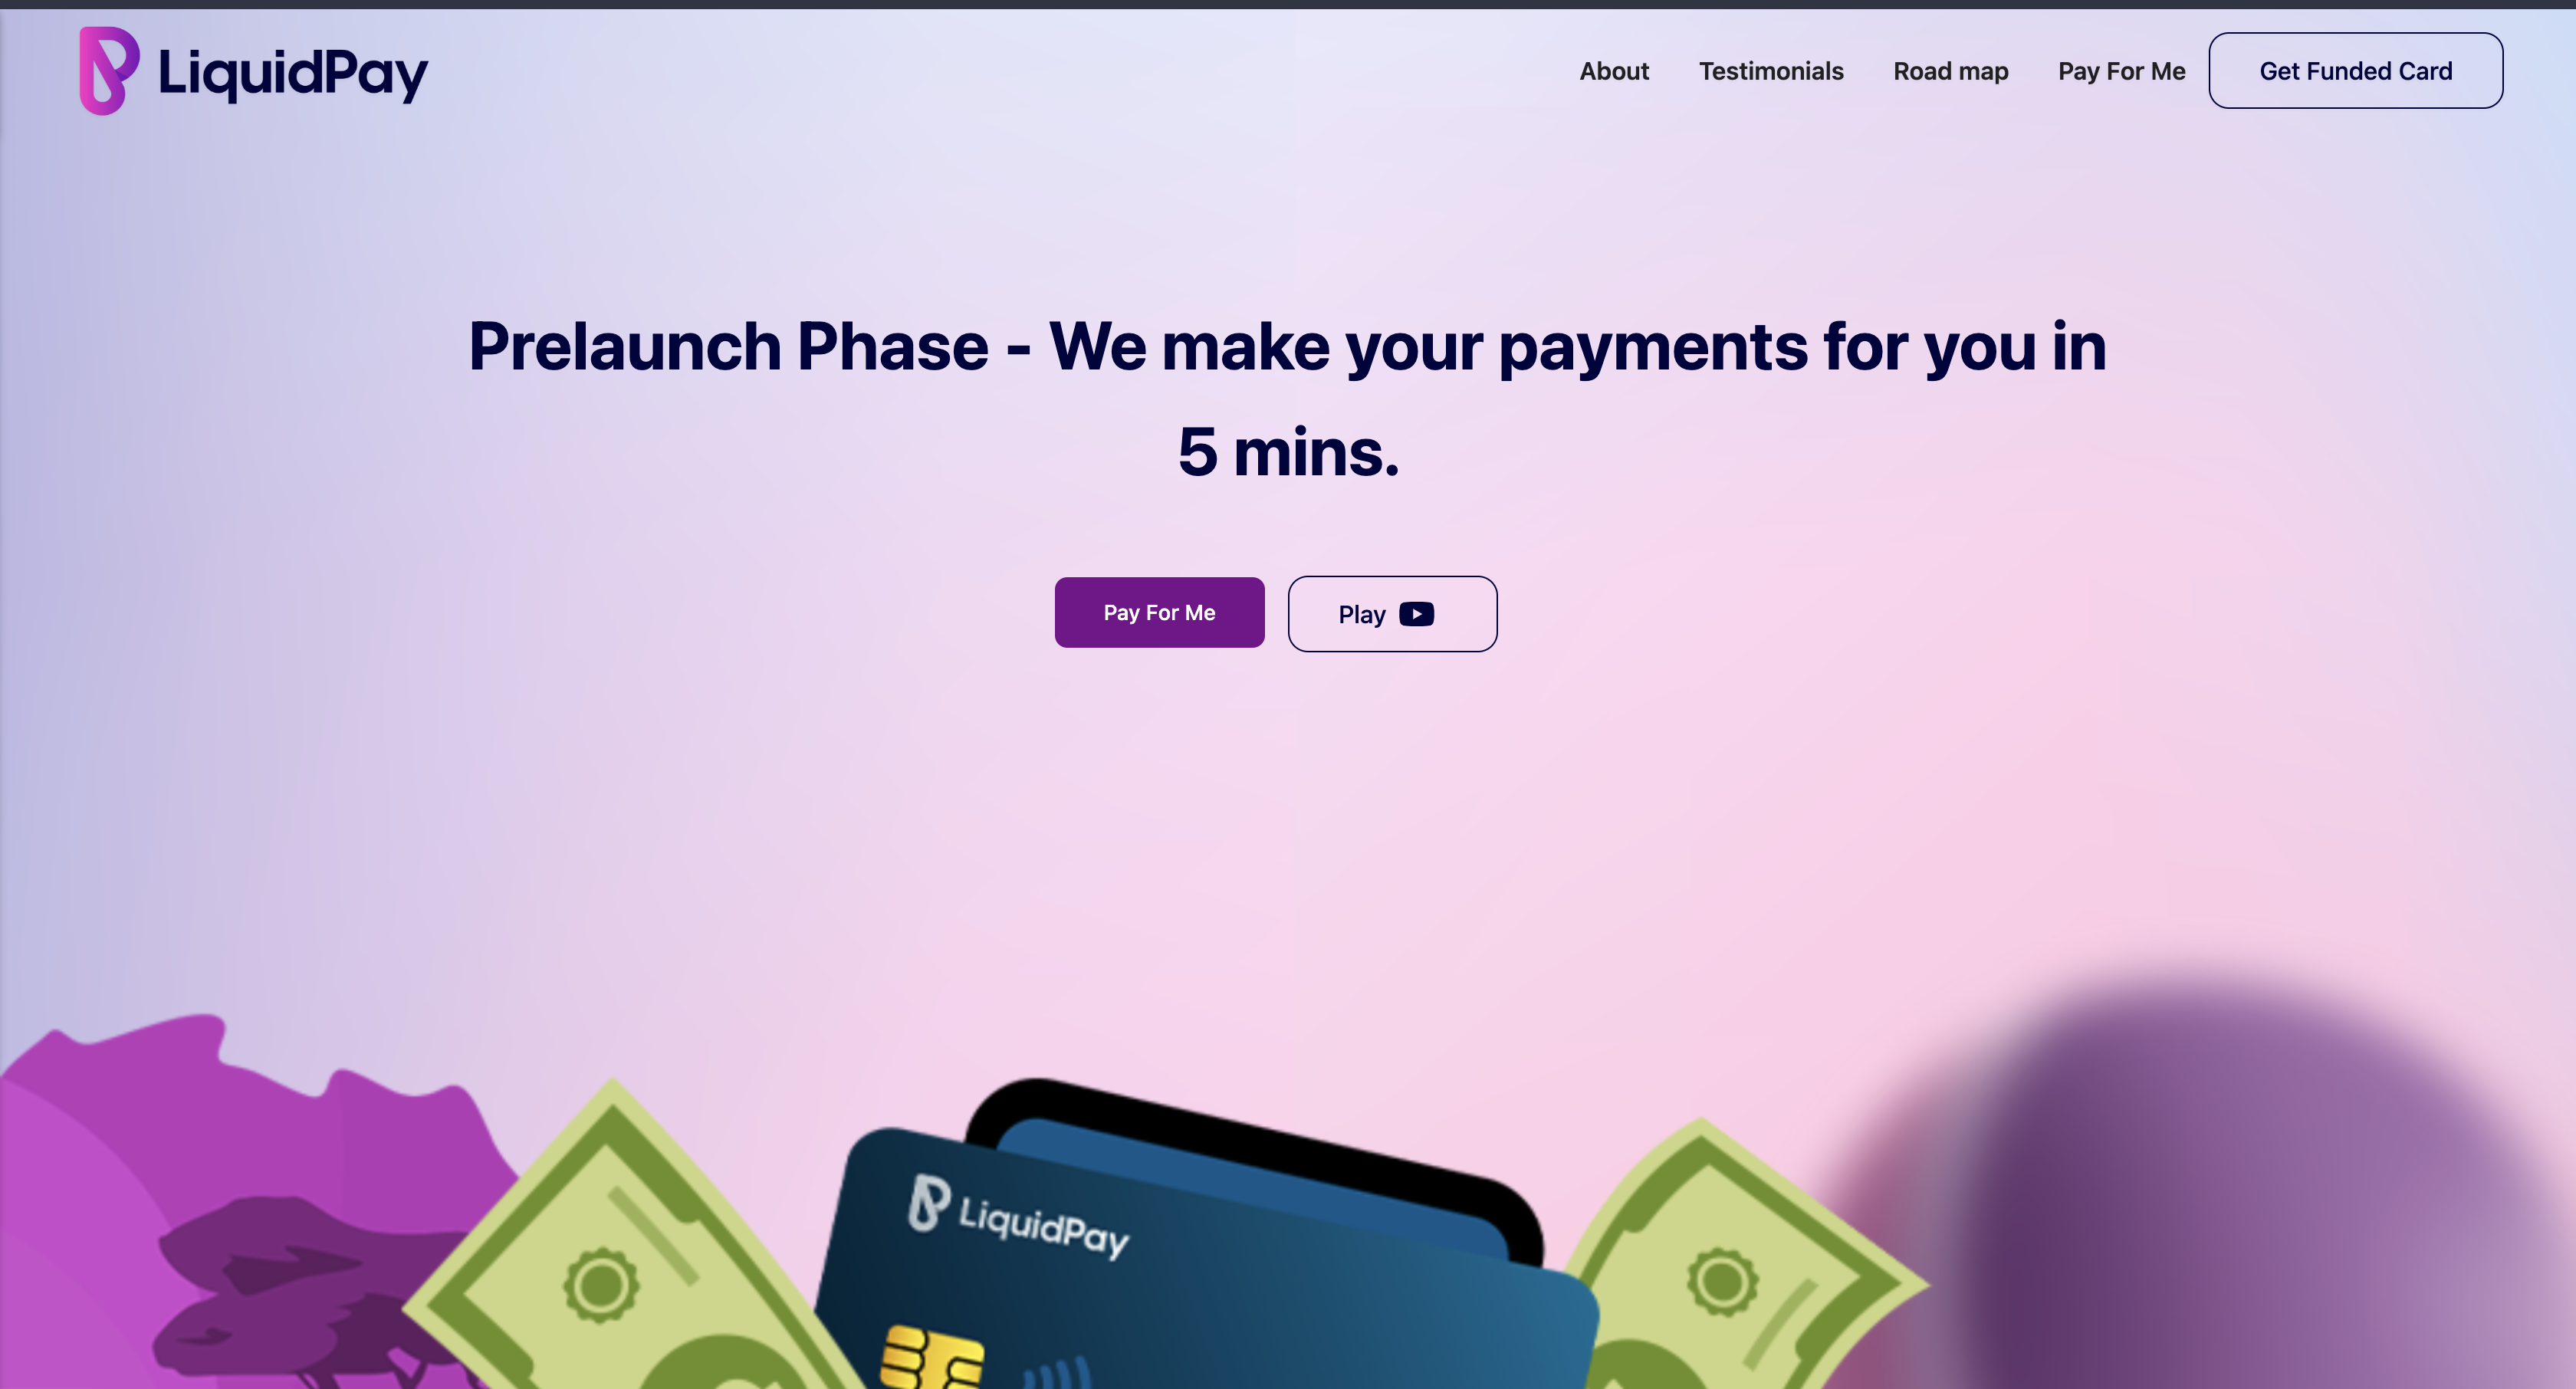 LiquidPay
About
Testimonials
Road map
Pay For Me
Get Funded Card
Prelaunch Phase - We make your payments for you in
5 mins.
Pay For Me
Play
LiquidPay